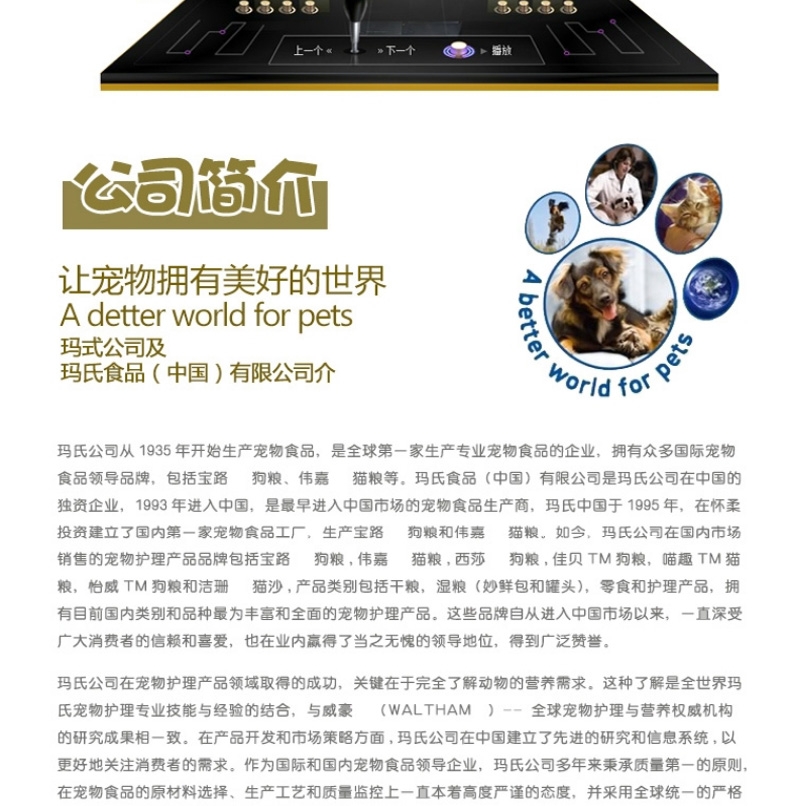 上一个 «
» 下一个
播放
公司简介
让宠物拥有美好的世界
A detter world for pets
玛式公司及
玛氏食品（中国）有限公司介
A better world for pets
玛氏公司从 1935 年开始生产宠物食品，是全球第一家生产专业宠物食品的企业，拥有众多国际宠物
食品领导品牌，包括宝路 狗粮、伟嘉 猫粮等。玛氏食品（中国）有限公司是玛氏公司在中国的
独资企业，1993 年进入中国，是最早进入中国市场的宠物食品生产商，玛氏中国于 1995 年，在怀柔
投资建立了国内第一家宠物食品工厂，生产宝路 狗粮和伟嘉 猫粮。如今，玛氏公司在国内市场
销售的宠物护理产品品牌包括宝路 狗粮,伟嘉 猫粮,西莎 狗粮,佳贝 TM 狗粮，喵趣 TM 猫
粮，怡威 TM 狗粮和洁珊 猫沙,产品类别包括干粮，湿粮（妙鲜包和罐头），零食和护理产品，拥
有目前国内类别和品种最为丰富和全面的宠物护理产品。这些品牌自从进入中国市场以来，一直深受
广大消费者的信赖和喜爱，也在业内赢得了当之无愧的领导地位，得到广泛赞誉。
玛氏公司在宠物护理产品领域取得的成功，关键在于完全了解动物的营养需求。这种了解是全世界玛
氏宠物护理专业技能与经验的结合，与威豪 （WALTHAM ）-- 全球宠物护理与营养权威机构
的研究成果相一致。在产品开发和市场策略方面,玛氏公司在中国建立了先进的研究和信息系统,以
更好地关注消费者的需求。作为国际和国内宠物食品领导企业，玛氏公司多年来秉承质量第一的原则，
在宠物食品的原材料选择、生产工艺和质量监控上一直本着高度严谨的态度，并采用全球统一的严格